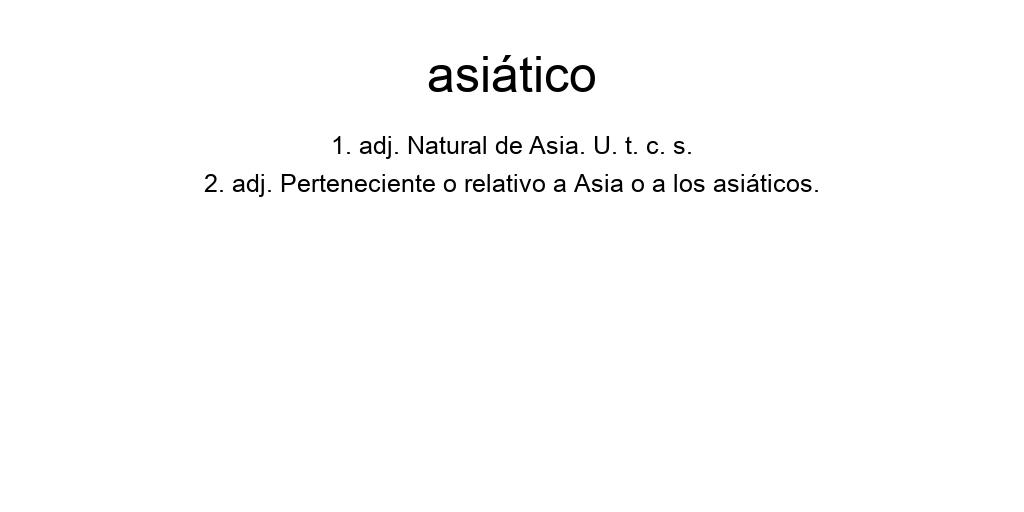 asiático
1. adj. Natural de Asia. U. t. c. s.
2. adj. Perteneciente o relativo a Asia o a los asiáticos.